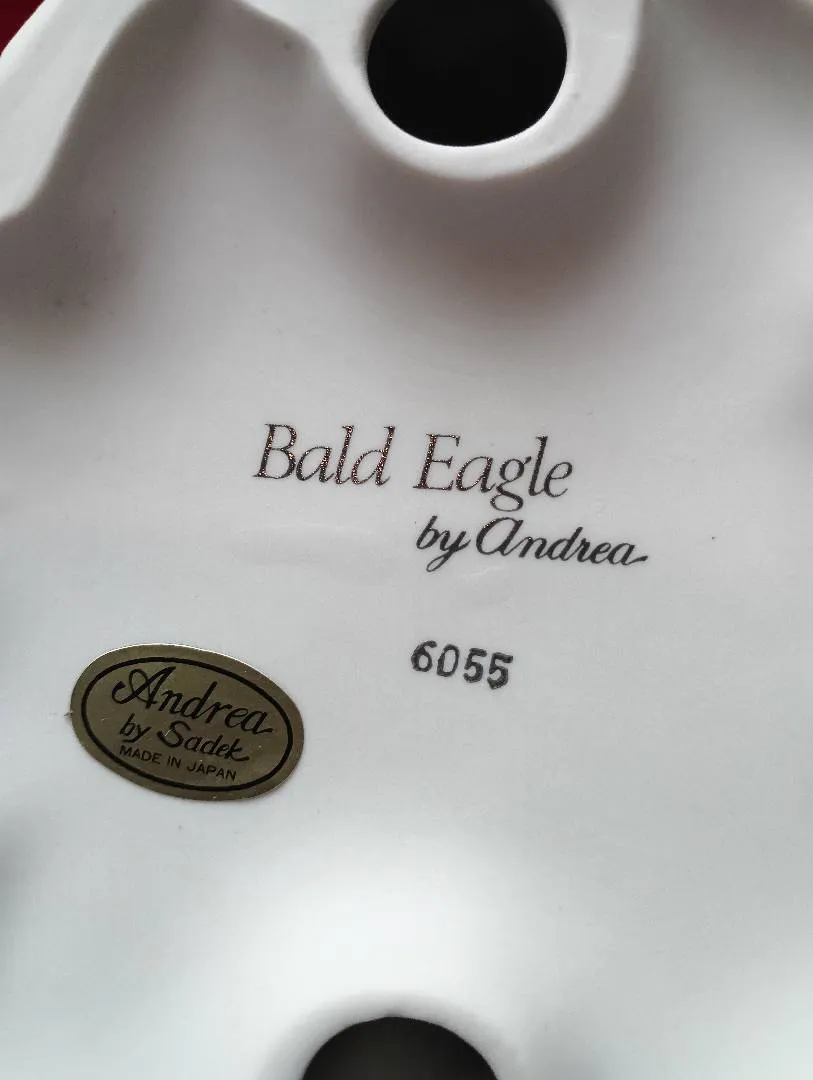 Bald Eagle
by Andrea
6055
Andrea
by Sadek
MADE IN JAPAN